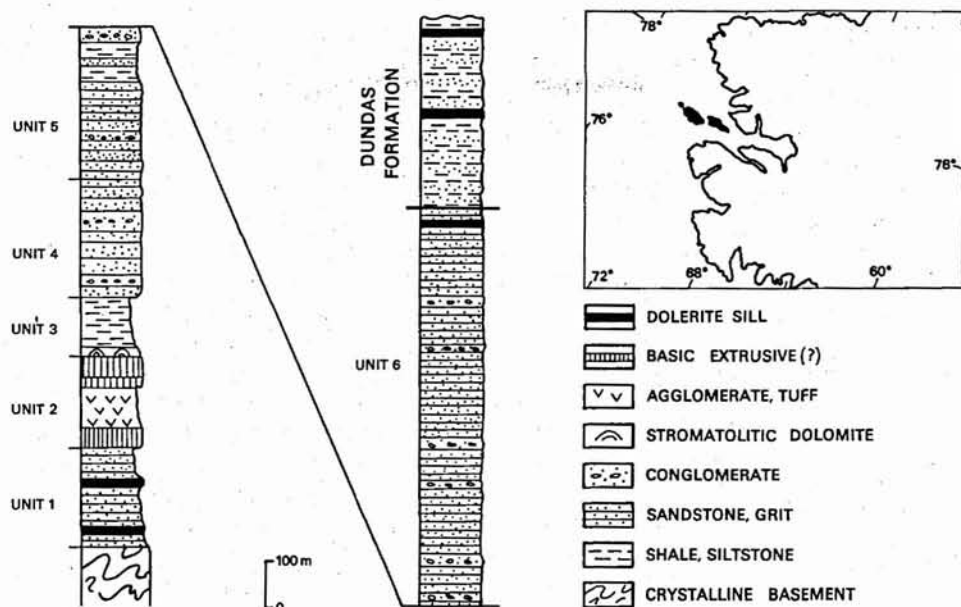 UNIT 5
UNIT 4
UNIT 3
UNIT 2
UNIT 1
100 m
0
DUNDAS
FORMATION
UNIT 6
78°
76°
78°
72°
68°
60°
DOLERITE SILL
BASIC EXTRUSIVE (?)
AGGLOMERATE, TUFF
STROMATOLITIC DOLOMITE
CONGLOMERATE
SANDSTONE, GRIT
SHALE, SILTSTONE
CRYSTALLINE BASEMENT